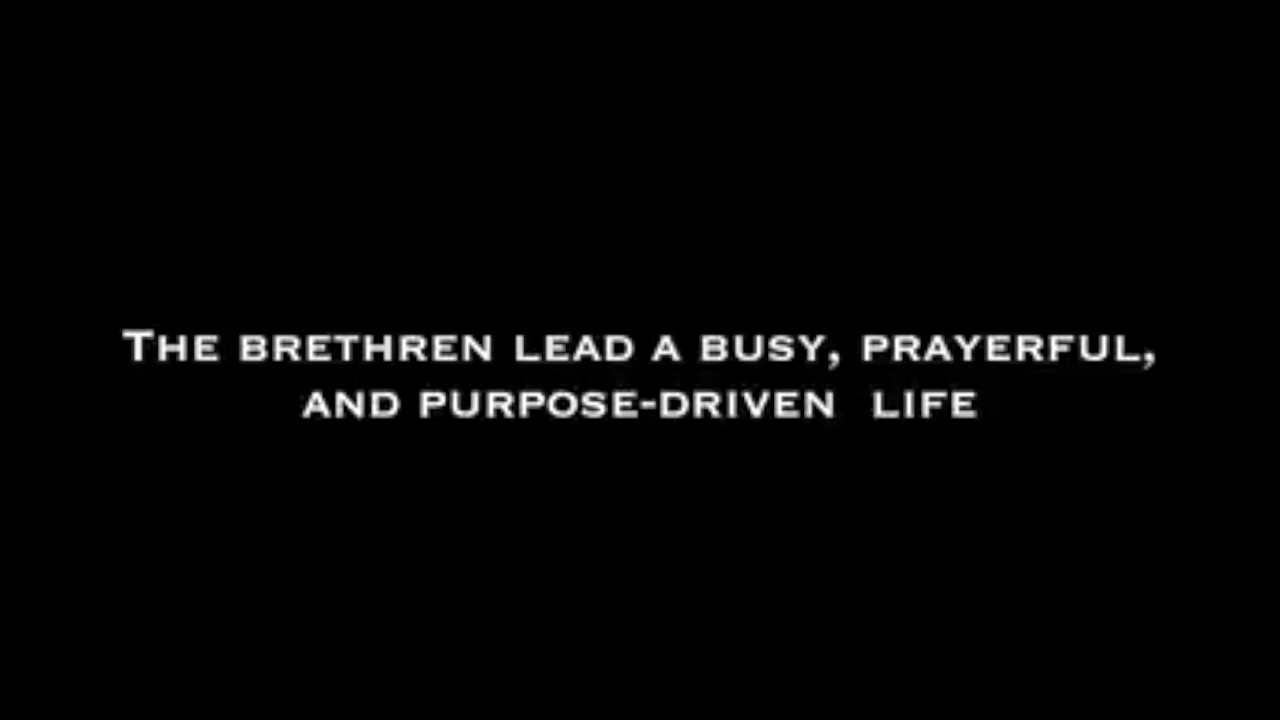 The brethren lead a busy, prayerful,
and purpose-driven  life